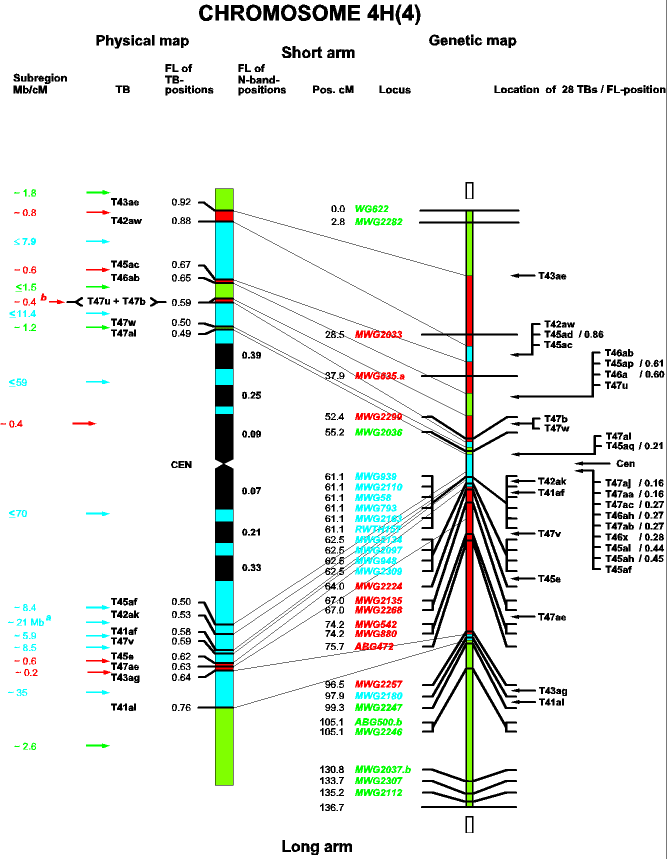 CHROMOSOME 4H(4)
Physical map
Genetic map
Short arm
Subregion
Mb/cM
TB
FL of
TB-
positions
FL of
N-band-
positions
Pos. cM
Locus
Location of 28 TBs / FL-position
~ 1.8
T43ae 0.92
~ 0.8
T42aw 0.88
≤ 7.9
T45ac 0.67
~ 0.6
T46ab 0.65
≤1.5
~ 0.4 b
T47u + T47b 0.59
≤11.4
T47w 0.50
~ 1.2
T47al 0.49
0.39
≤59
0.25
~ 0.4
0.09
CEN
0.07
≤70
0.21
0.33
T45af 0.50
~ 8.4
T42ak 0.53
~ 21 Mb a
T41af 0.58
~ 5.9
T47v 0.59
~ 8.5
T45e 0.62
~ 0.6
T47ae 0.63
~ 0.2
T43ag 0.64
~ 35
T41al 0.76
~ 2.6
0.0 WG622
2.8 MWG2282
28.5 MWG2033
37.9 MWG635.a
52.4 MWG2299
55.2 MWG2036
61.1 MWG939
61.1 MWG2110
61.1 MWG58
61.1 MWG793
61.1
61.1
62.5
62.5
62.5 MWG948
62.5 MWG2309
64.0 MWG2224
67.0 MWG2135
67.0 MWG2268
74.2 MWG542
74.2 MWG880
75.7 ABG472
96.5 MWG2257
97.9 MWG2180
99.3 MWG2247
105.1 ABG500.b
105.1 MWG2246
130.8 MWG2037.b
133.7 MWG2307
135.2 MWG2112
136.7
T43ae
T42aw
T45ad / 0.86
T45ac
T46ab
T45ap / 0.61
T46a / 0.60
T47u
T47b
T47w
T47al
T45aq / 0.21
Cen
T42ak
T41af
T47aj / 0.16
T47aa / 0.16
T47ac / 0.27
T46ah / 0.27
T47ab / 0.27
T46x / 0.28
T45al / 0.44
T45ah / 0.45
T45af
T47v
T45e
T47ae
T43ag
T41al
Long arm